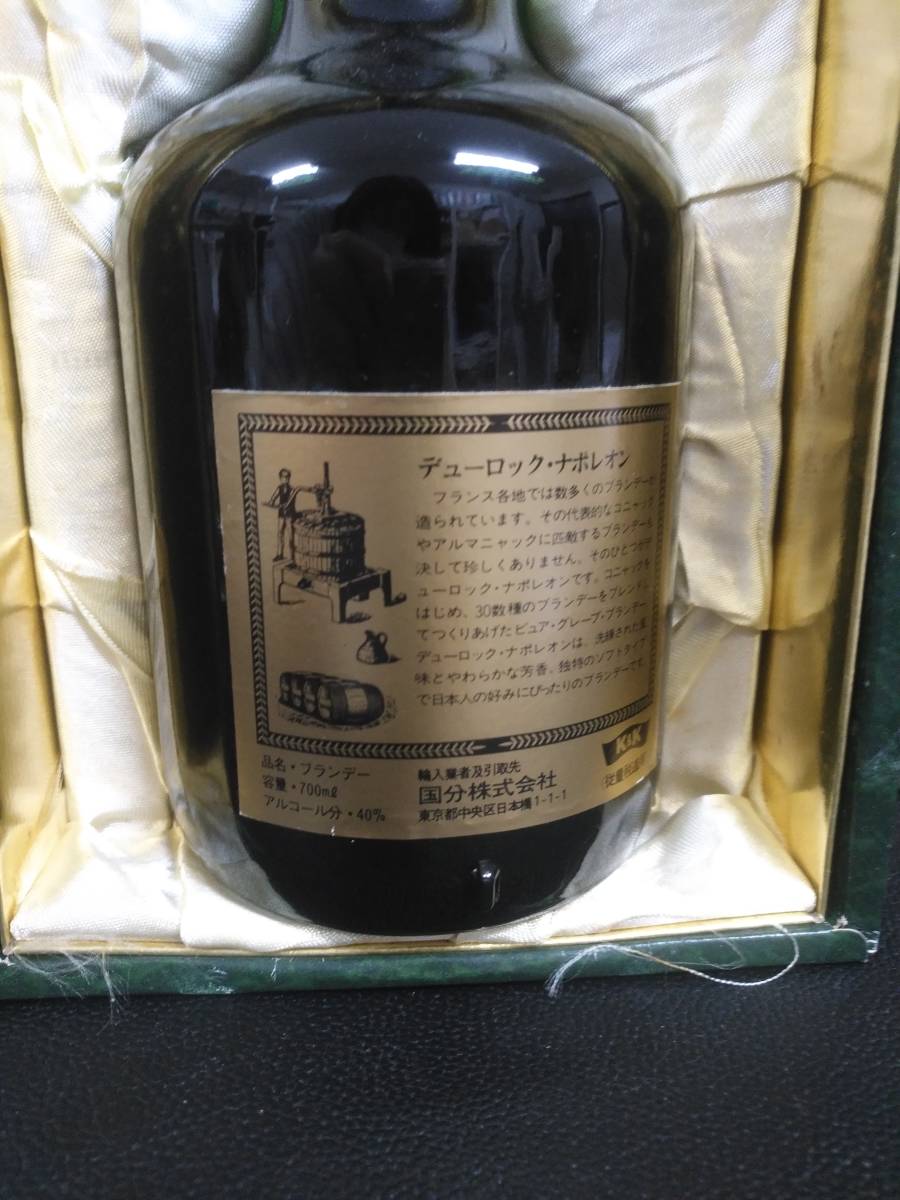 デューロック・ナポレオン
フランス各地では数多くのブランデーが
造られています。その代表的なコニャック
やアルマニャックに匹敵するブランデーも
決して珍しくありません。そのひとつがデ
ューロック・ナポレオンです。コニャックを
はじめ、30数種のブランデーをブレンドし
てつくりあげたピュア・グレープ・ブランデー。
デューロック・ナポレオンは、洗練された風
味とやわらかな芳香、独特のソフトタイプ
で日本人の好みにぴったりのブランデーです。
品名・ブランデー
容量・700mℓ
アルコール分・40%
輸入業者及引取先
国分株式会社
東京都中央区日本橋1-1-1
K&K
従量税適用